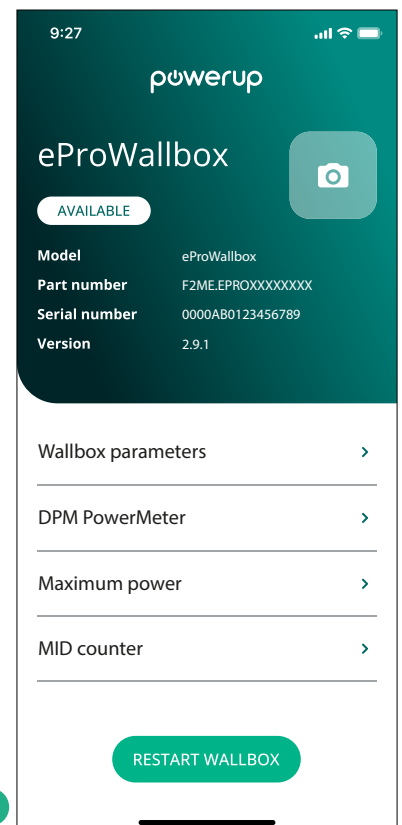 9:27
powerup
eProWallbox
AVAILABLE
Model eProWallbox
Part number F2ME.EPROXXXXXXXX
Serial number 0000AB0123456789
Version 2.9.1
Wallbox parameters
DPM PowerMeter
Maximum power
MID counter
RESTART WALLBOX